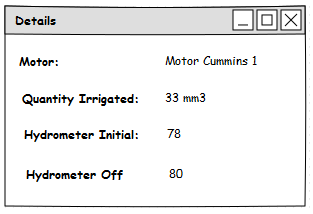 Details
Motor: Motor Cummins 1
Quantity Irrigated: 33 mm3
Hydrometer Initial: 78
Hydrometer Off 80